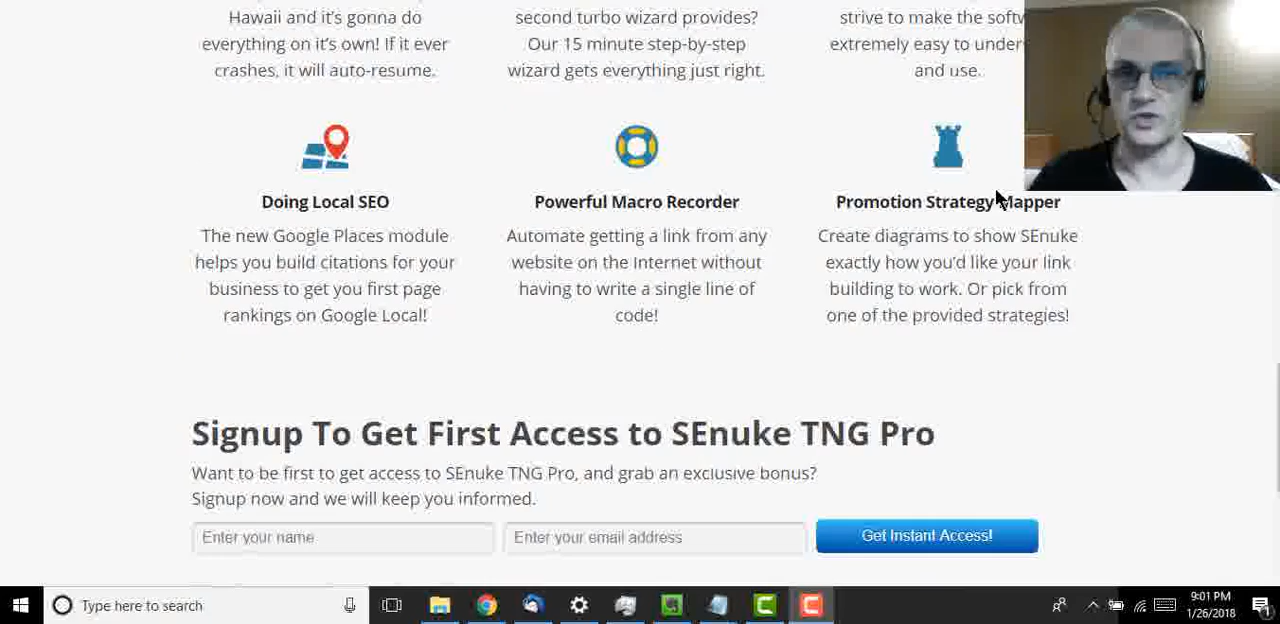 Hawaii and it's gonna do
everything on it's own! If it ever
crashes, it will auto-resume.
second turbo wizard provides?
Our 15 minute step-by-step
wizard gets everything just right.
strive to make the
extremely easy to
and use.
Doing Local SEO
The new Google Places module
helps you build citations for your
business to get you first page
rankings on Google Local!
Powerful Macro Recorder
Automate getting a link from any
website on the Internet without
having to write a single line of
code!
Promotion Strategy Mapper
Create diagrams to show SEnuke
exactly how you'd like your link
building to work. Or pick from
one of the provided strategies!
Signup To Get First Access to SEnuke TNG Pro
Want to be first to get access to SEnuke TNG Pro, and grab an exclusive bonus?
Signup now and we will keep you informed.
Enter your name
Enter your email address
Get Instant Access!
Type here to search
9:01 PM
1/26/2018